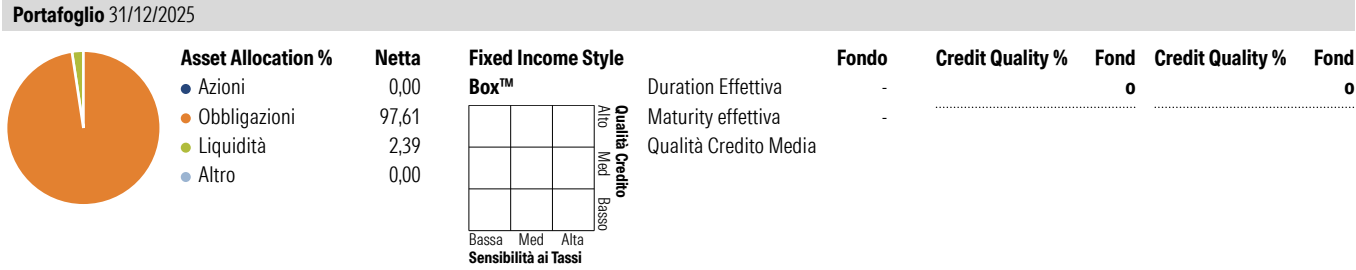 Portafoglio 31/12/2025
Asset Allocation % Netta
Azioni 0,00
Obbligazioni 97,61
Liquidità 2,39
Altro 0,00
Fixed Income Style
Box™
Alto Med Basso
Qualità Credito
Bassa Med Alta
Sensibilità ai Tassi
Fondo
Duration Effettiva -
Maturity effettiva -
Qualità Credito Media
Credit Quality % Fond
o
Credit Quality % Fond
o